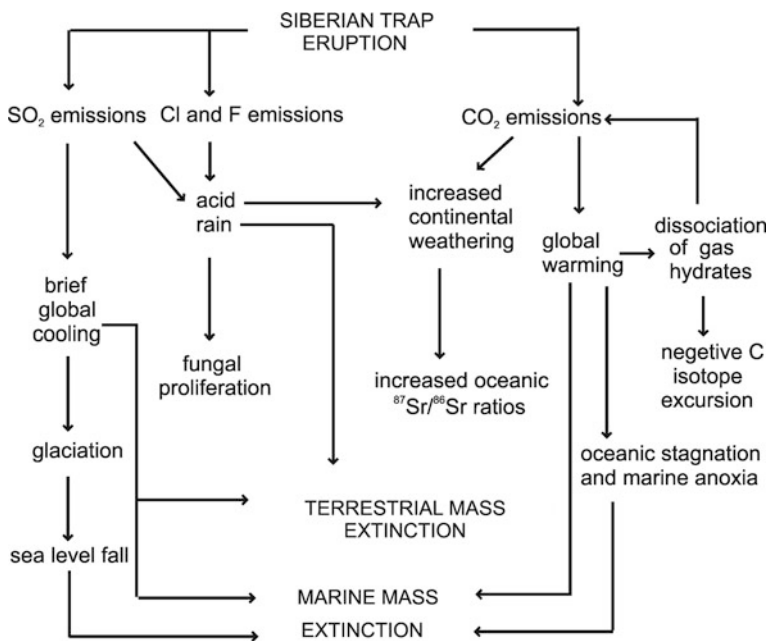 SIBERIAN TRAP
ERUPTION
SO₂ emissions
Cl and F emissions
CO₂ emissions
acid
rain
increased
continental
weathering
global
warming
dissociation
of gas
hydrates
brief
global
cooling
fungal
proliferation
increased oceanic
⁸⁷Sr/⁸⁶Sr ratios
negetive C
isotope
excursion
glaciation
oceanic stagnation
and marine anoxia
TERRESTRIAL MASS
EXTINCTION
sea level fall
MARINE MASS
EXTINCTION